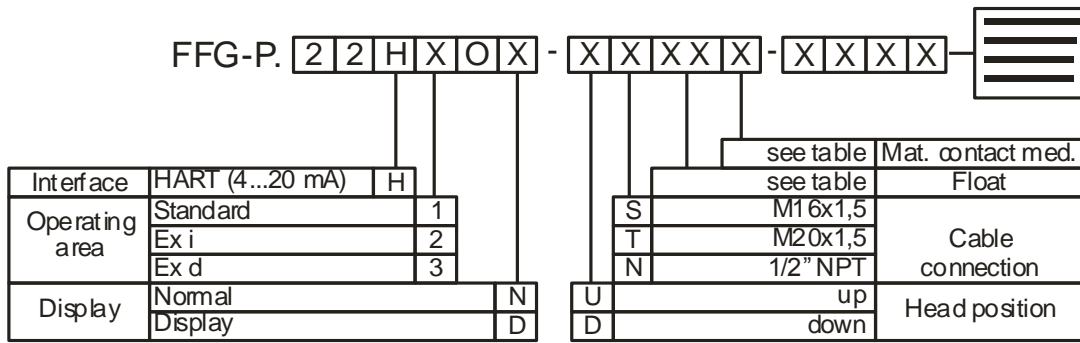 FFG-P. 2 2 H X O X - X X X X X - X X X X
see table Mat. contact med.
Interface HART (4...20 mA) H see table Float
Operating area Standard 1 S M16x1,5 Cable connection
Ex i 2 T M20x1,5
Ex d 3 N 1/2” NPT
Display Normal N U up Head position
Display D D down